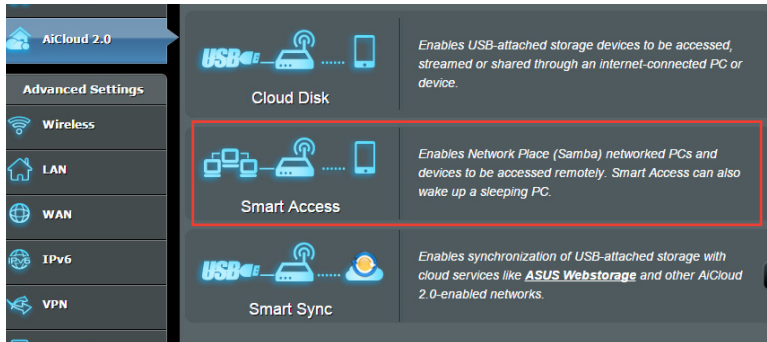 AiCloud 2.0
Advanced Settings
Wireless
LAN
WAN
IPv6
IPv6
VPN
USB
Cloud Disk
Enables USB-attached storage devices to be accessed,
streamed or shared through an internet-connected PC or
device.
Smart Access
Enables Network Place (Samba) networked PCs and
devices to be accessed remotely. Smart Access can also
wake up a sleeping PC.
USB
Smart Sync
Enables synchronization of USB-attached storage with
cloud services like ASUS Webstorage and other AiCloud
2.0-enabled networks.